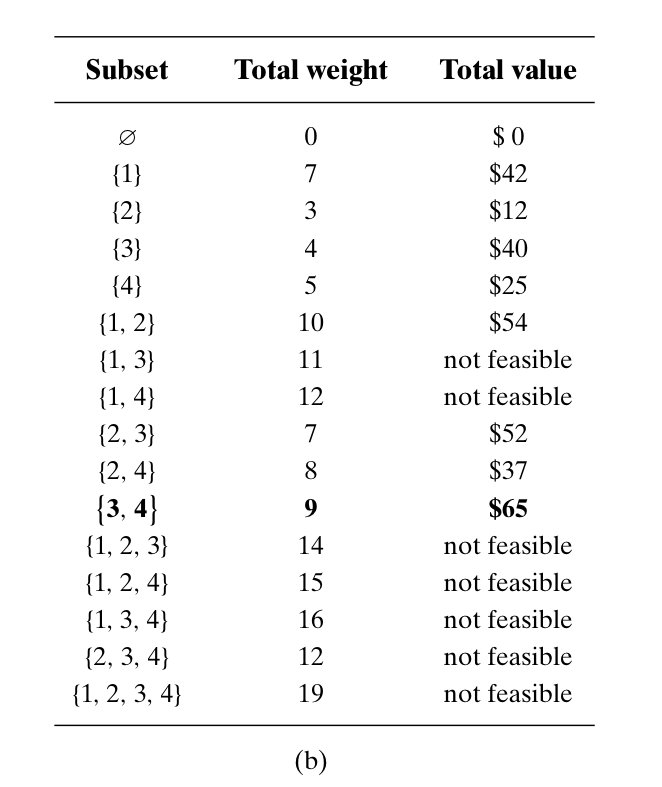 Subset Total weight Total value
∅ 0 $ 0
{1} 7 $42
{2} 3 $12
{3} 4 $40
{4} 5 $25
{1, 2} 10 $54
{1, 3} 11 not feasible
{1, 4} 12 not feasible
{2, 3} 7 $52
{2, 4} 8 $37
{3, 4} 9 $65
{1, 2, 3} 14 not feasible
{1, 2, 4} 15 not feasible
{1, 3, 4} 16 not feasible
{2, 3, 4} 12 not feasible
{1, 2, 3, 4} 19 not feasible
(b)